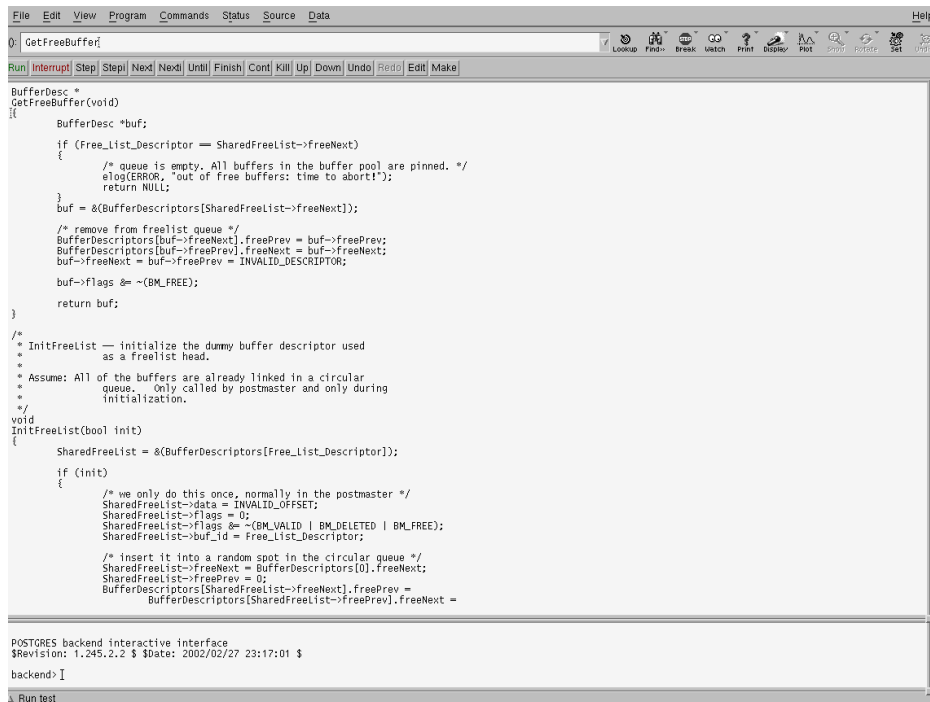 File Edit View Program Commands Status Source Data Help
(): GetFreeBuffer
Lookup Find>> Break Watch Print Display Plot Show Rotate Set Und
Run Interrupt Step Stepi Next Nexti Until Finish Cont Kill Up Down Undo Redo Edit Make
BufferDesc *
GetFreeBuffer(void)
{
        BufferDesc *buf;

        if (Free_List_Descriptor == SharedFreeList->freeNext)
        {
                /* queue is empty. All buffers in the buffer pool are pinned. */
                elog(ERROR, "out of free buffers: time to abort!");
                return NULL;
        }
        buf = &(BufferDescriptors[SharedFreeList->freeNext]);

        /* remove from freelist queue */
        BufferDescriptors[buf->freeNext].freePrev = buf->freePrev;
        BufferDescriptors[buf->freePrev].freeNext = buf->freeNext;
        buf->freeNext = buf->freePrev = INVALID_DESCRIPTOR;

        buf->flags &= ~(BM_FREE);

        return buf;
}

/*
 * InitFreeList -- initialize the dummy buffer descriptor used
 *              as a freelist head.
 *
 * Assume: All of the buffers are already linked in a circular
 *              queue.   Only called by postmaster and only during
 *              initialization.
 */
void
InitFreeList(bool init)
{
        SharedFreeList = &(BufferDescriptors[Free_List_Descriptor]);

        if (init)
        {
                /* we only do this once, normally in the postmaster */
                SharedFreeList->data = INVALID_OFFSET;
                SharedFreeList->flags = 0;
                SharedFreeList->flags &= ~(BM_VALID | BM_DELETED | BM_FREE);
                SharedFreeList->buf_id = Free_List_Descriptor;

                /* insert it into a random spot in the circular queue */
                SharedFreeList->freeNext = BufferDescriptors[0].freeNext;
                SharedFreeList->freePrev = 0;
                BufferDescriptors[SharedFreeList->freeNext].freePrev =
                        BufferDescriptors[SharedFreeList->freePrev].freeNext =

POSTGRES backend interactive interface
$Revision: 1.245.2.2 $ $Date: 2002/02/27 23:17:01 $

backend>
Run test